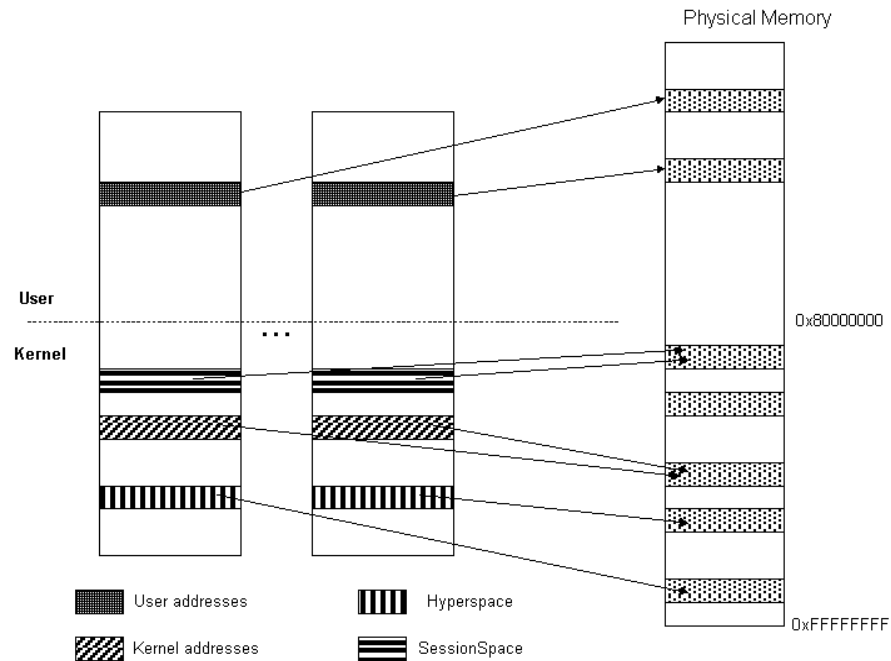 Physical Memory
User
...
0x80000000
Kernel
User addresses
Hyperspace
Kernel addresses
SessionSpace
0xFFFFFFFF